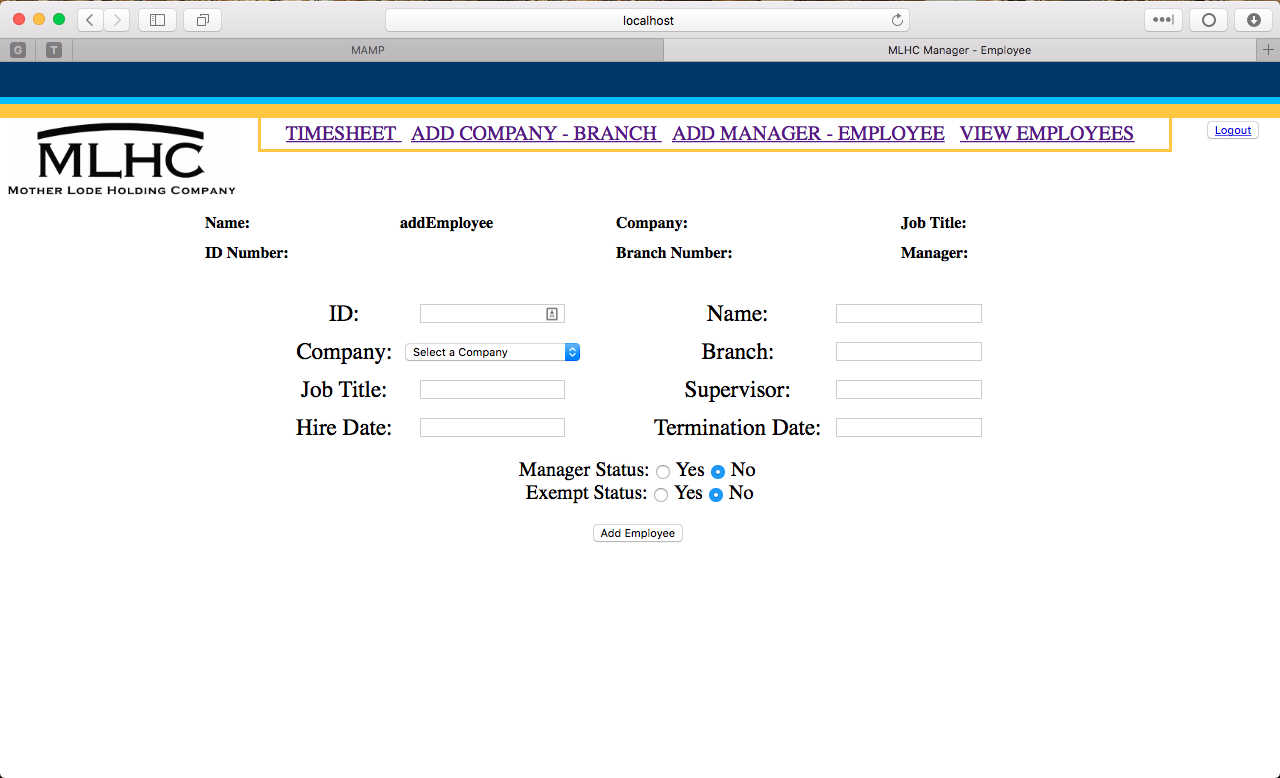 localhost
G T MAMP MLHC Manager - Employee
MLHC
MOTHER LODE HOLDING COMPANY
TIMESHEET ADD COMPANY - BRANCH ADD MANAGER - EMPLOYEE VIEW EMPLOYEES
Logout
Name: addEmployee Company: Job Title:
ID Number: Branch Number: Manager:
ID: Name:
Company: Select a Company Branch:
Job Title: Supervisor:
Hire Date: Termination Date:
Manager Status: Yes No
Exempt Status: Yes No
Add Employee